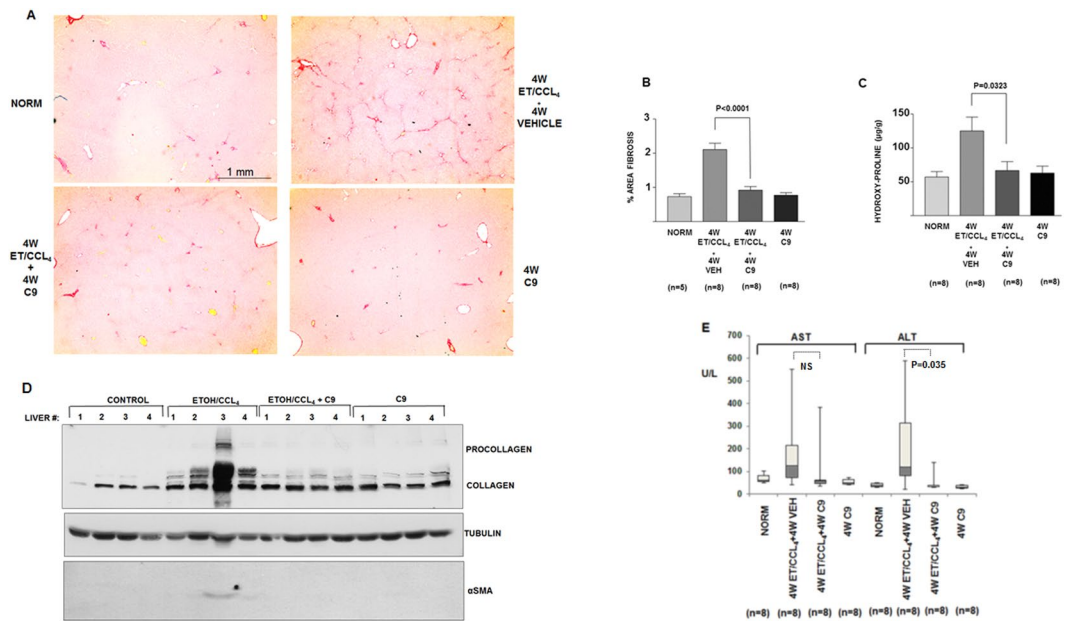 A
NORM
1 mm
4W
ET/CCL₄
+
4W
VEHICLE
4W
ET/CCL₄
+
4W
C9
4W
C9
B
P<0.0001
% AREA FIBROSIS
3
2
1
NORM
4W
ET/CCL₄
+
4W
VEH
4W
ET/CCL₄
+
4W
C9
4W
C9
(n=5)
(n=8)
(n=8)
(n=8)
C
P=0.0323
HYDROXY-PROLINE (µg/g)
150
100
50
NORM
4W
ET/CCL₄
+
4W
VEH
4W
ET/CCL₄
+
4W
C9
4W
C9
(n=8)
(n=8)
(n=8)
(n=8)
D
CONTROL ETOH/CCL₄ ETOH/CCL₄ + C9 C9
LIVER #: 1 2 3 4 1 2 3 4 1 2 3 4 1 2 3 4
PROCOLLAGEN
COLLAGEN
TUBULIN
αSMA
E
AST ALT
U/L
NS
P=0.035
700
600
500
400
300
200
100
0
NORM
4W ET/CCL₄+4W VEH
4W ET/CCL₄+4W C9
4W C9
NORM
4W ET/CCL₄+4W VEH
4W ET/CCL₄+4W C9
4W C9
(n=8) (n=8) (n=8) (n=8) (n=8) (n=8) (n=8) (n=8)